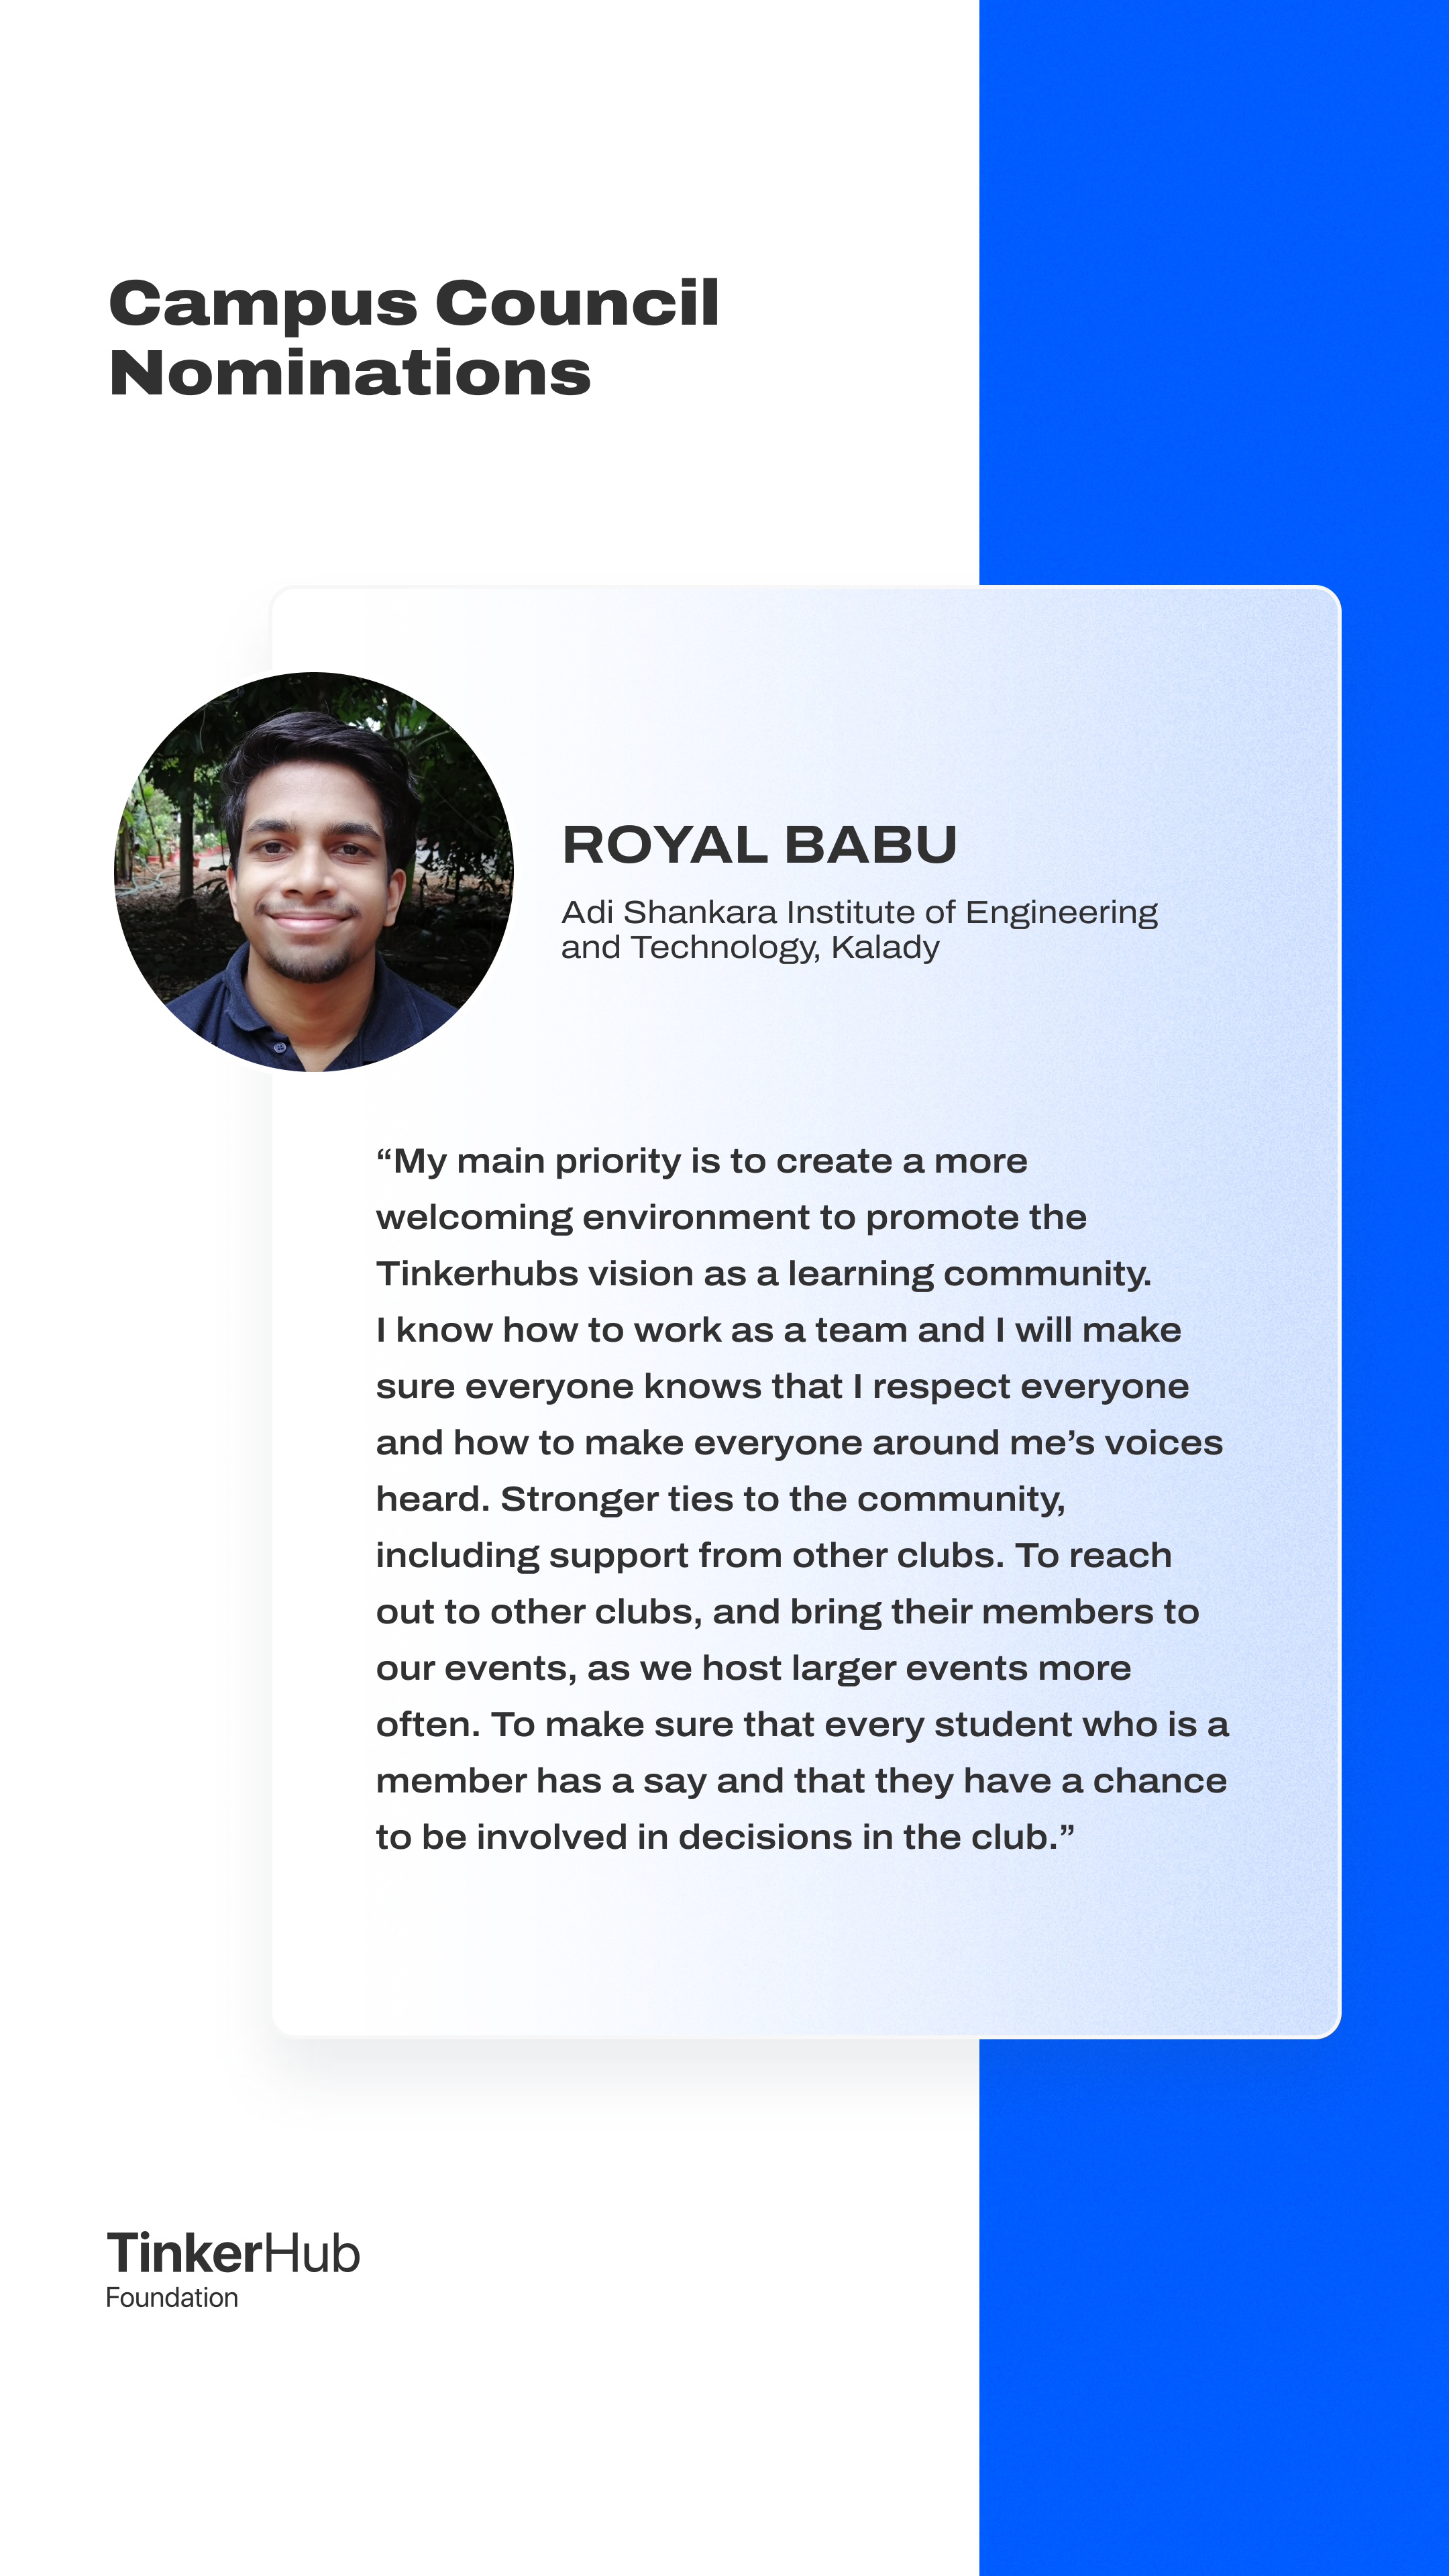 Campus Council
Nominations
ROYAL BABU
Adi Shankara Institute of Engineering
and Technology, Kalady
“My main priority is to create a more
welcoming environment to promote the
Tinkerhubs vision as a learning community.
I know how to work as a team and I will make
sure everyone knows that I respect everyone
and how to make everyone around me’s voices
heard. Stronger ties to the community,
including support from other clubs. To reach
out to other clubs, and bring their members to
our events, as we host larger events more
often. To make sure that every student who is a
member has a say and that they have a chance
to be involved in decisions in the club.”
TinkerHub
Foundation